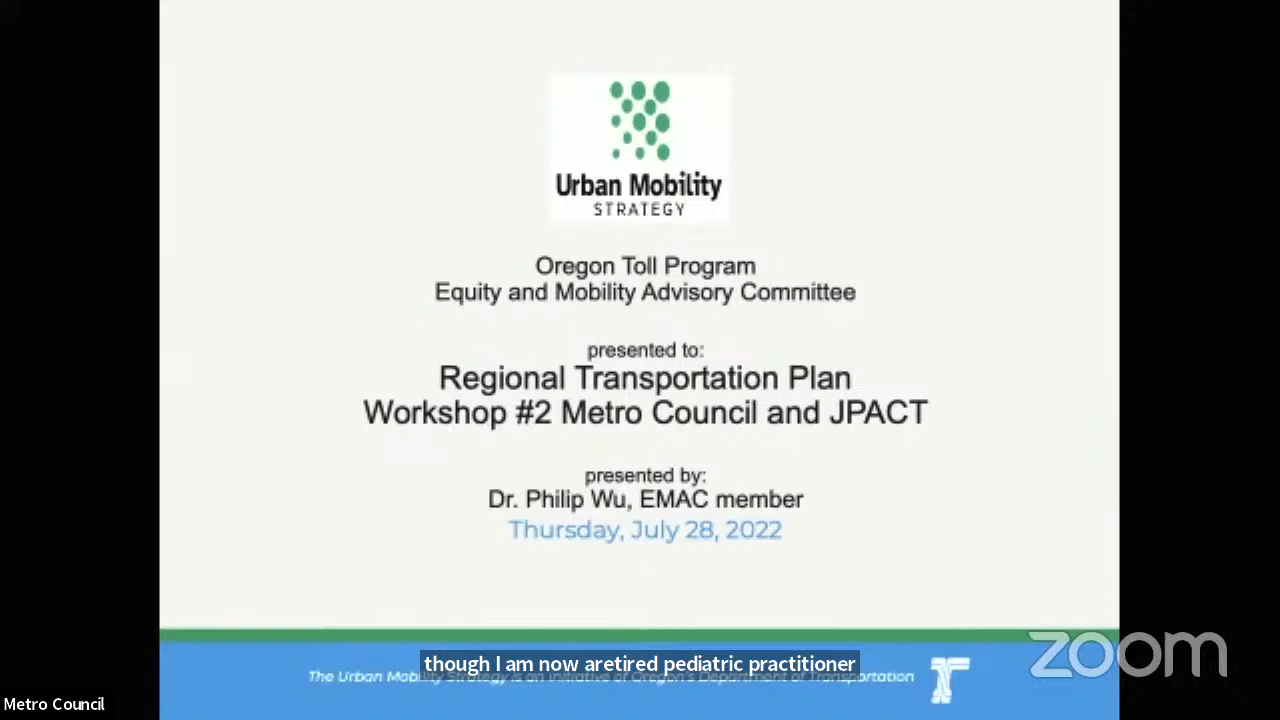 Urban Mobility
STRATEGY
Oregon Toll Program
Equity and Mobility Advisory Committee
presented to:
Regional Transportation Plan
Workshop #2 Metro Council and JPACT
presented by:
Dr. Philip Wu, EMAC member
Thursday, July 28, 2022
though I am now aretired pediatric practitioner
The Urban Mobility Strategy is an initiative of Oregon's Department of Transportation
zoom
Metro Council